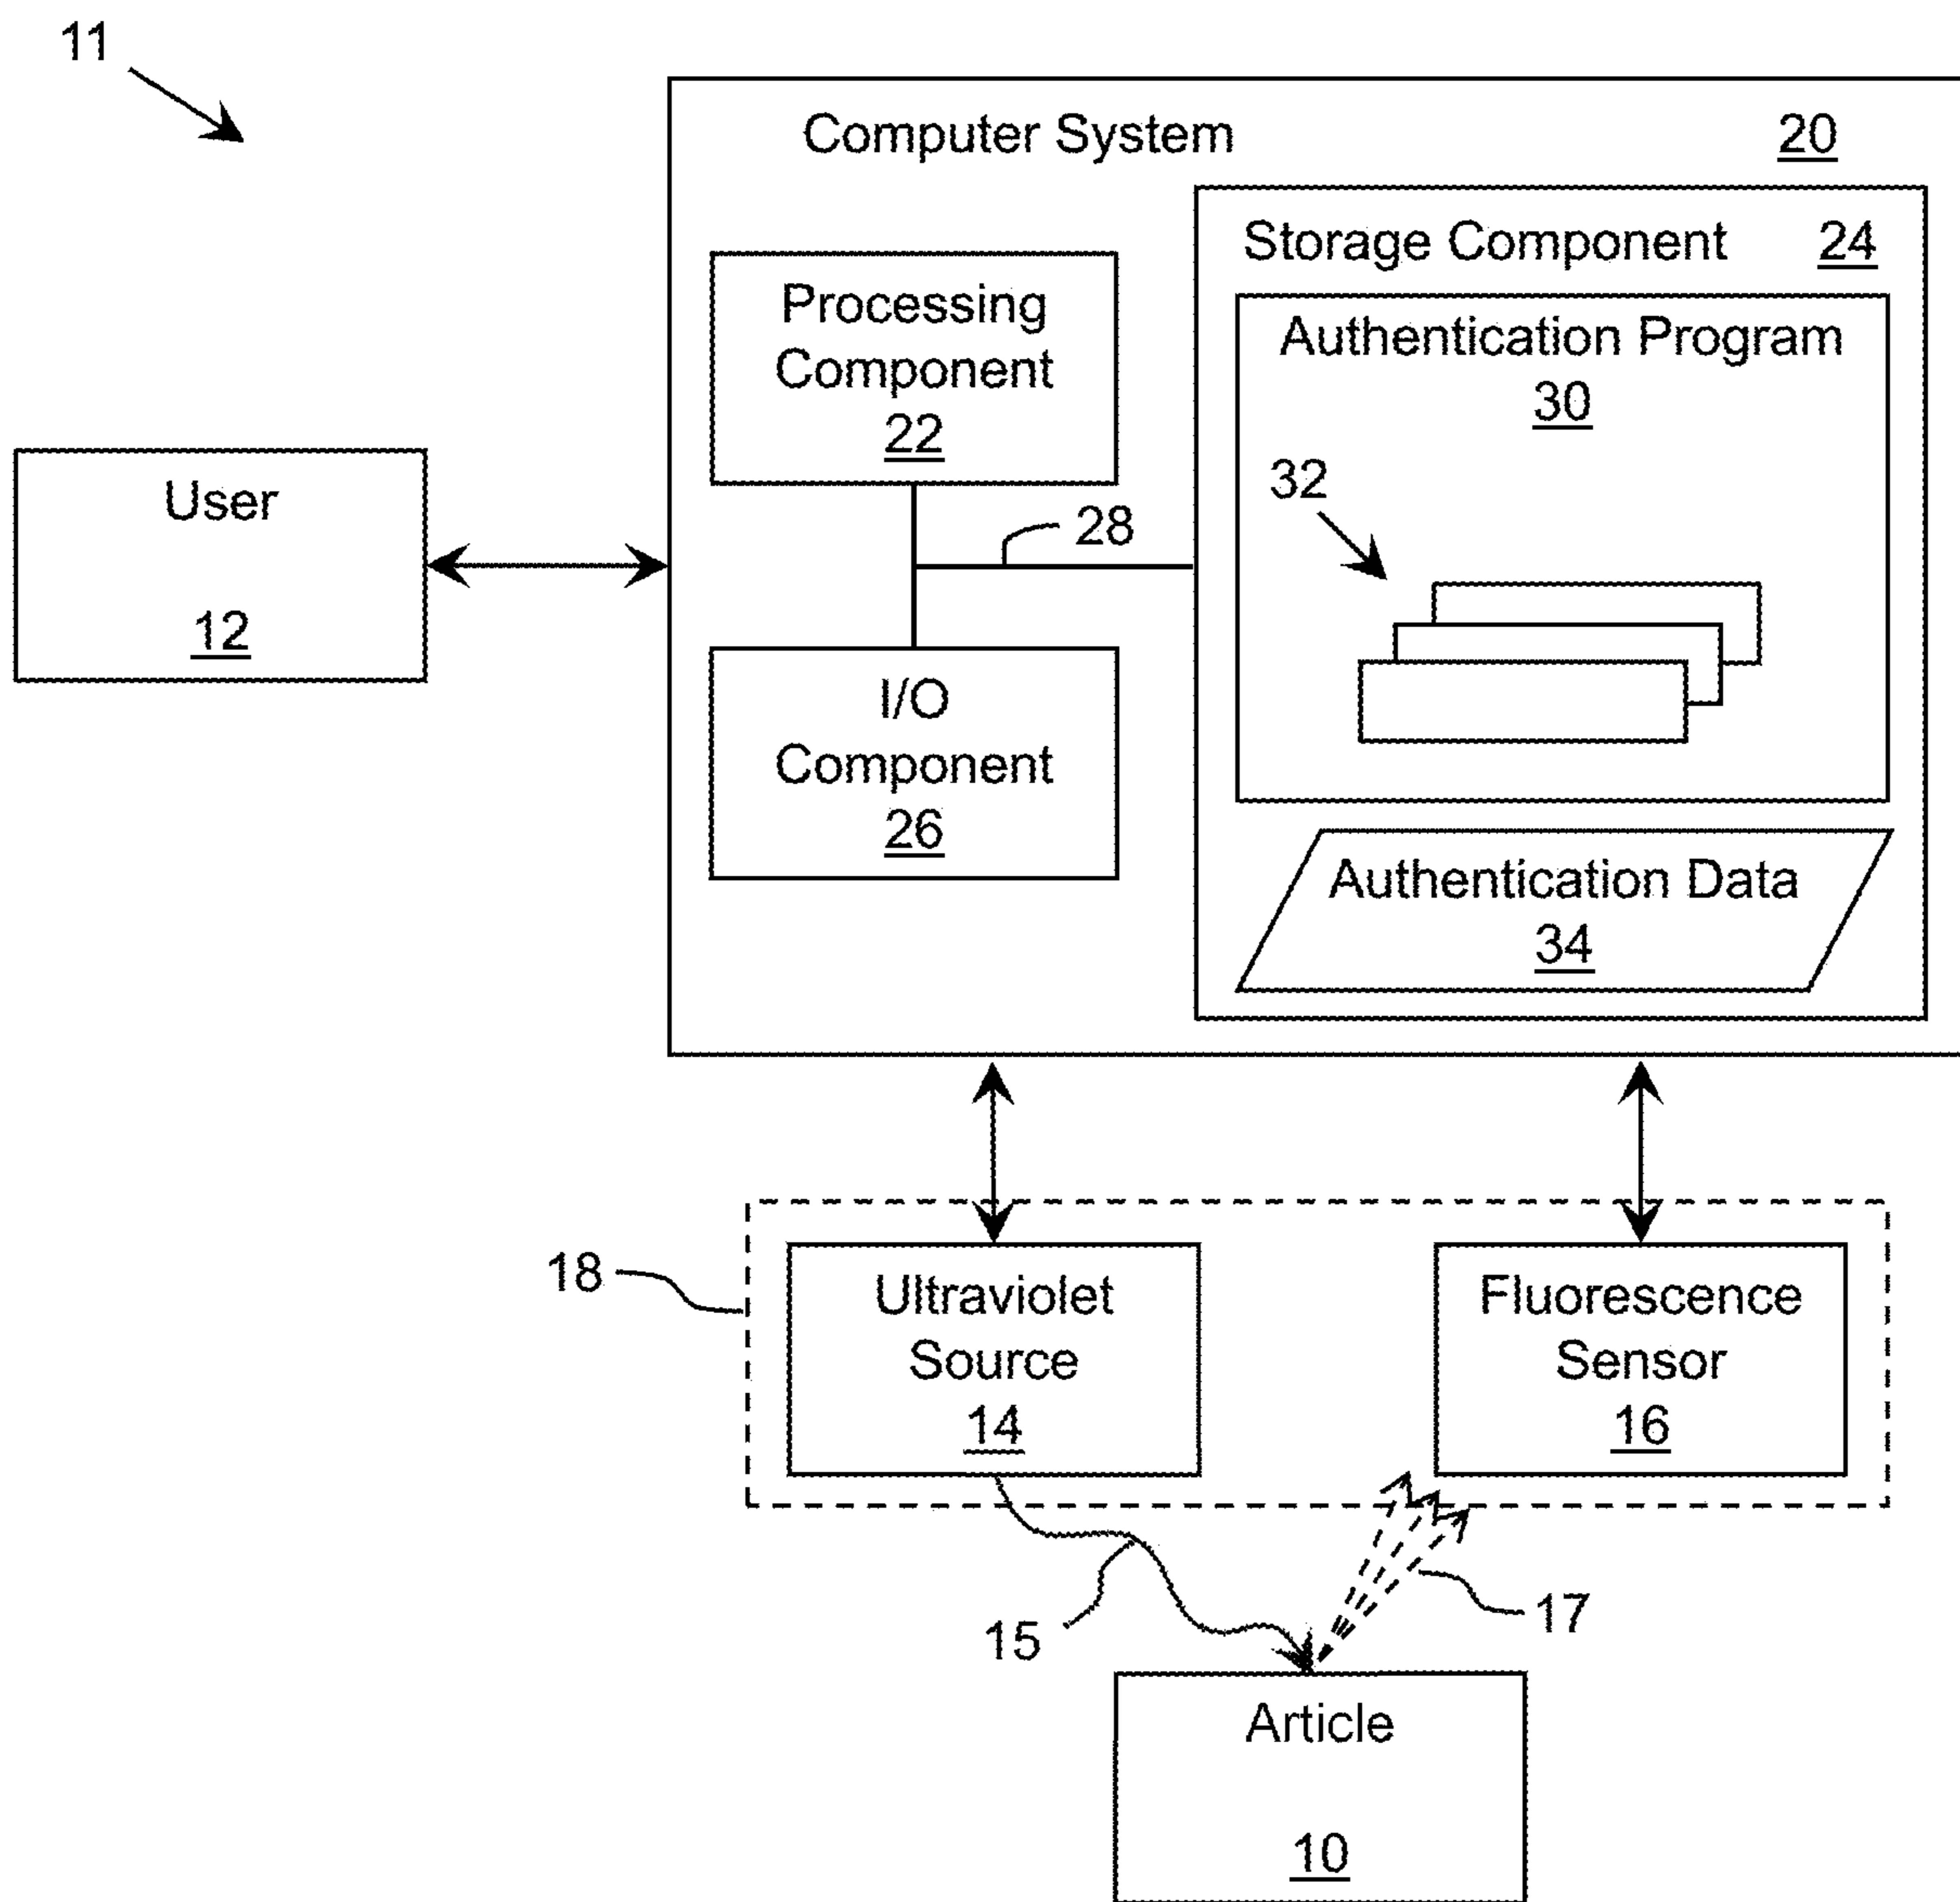 11
Computer System 20
Storage Component 24
Processing
Component
22
Authentication Program
30
32
User
12
28
I/O
Component
26
Authentication Data
34
18
Ultraviolet
Source
14
Fluorescence
Sensor
16
15
17
Article
10